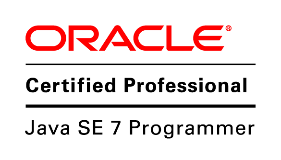 ORACLE®
Certified Professional
Java SE 7 Programmer